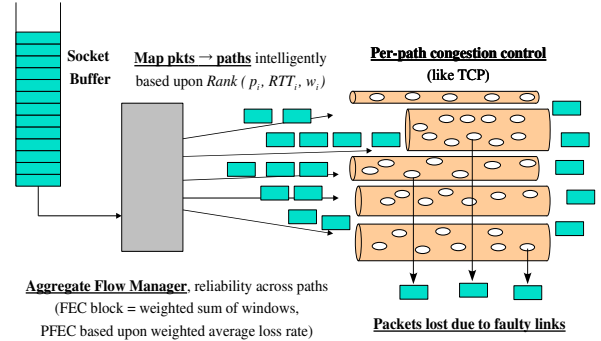 Socket
Buffer
Map pkts → paths intelligently
based upon Rank ( pᵢ, RTTᵢ, wᵢ)
Per-path congestion control
(like TCP)
Aggregate Flow Manager, reliability across paths
(FEC block = weighted sum of windows,
PFEC based upon weighted average loss rate)
Packets lost due to faulty links